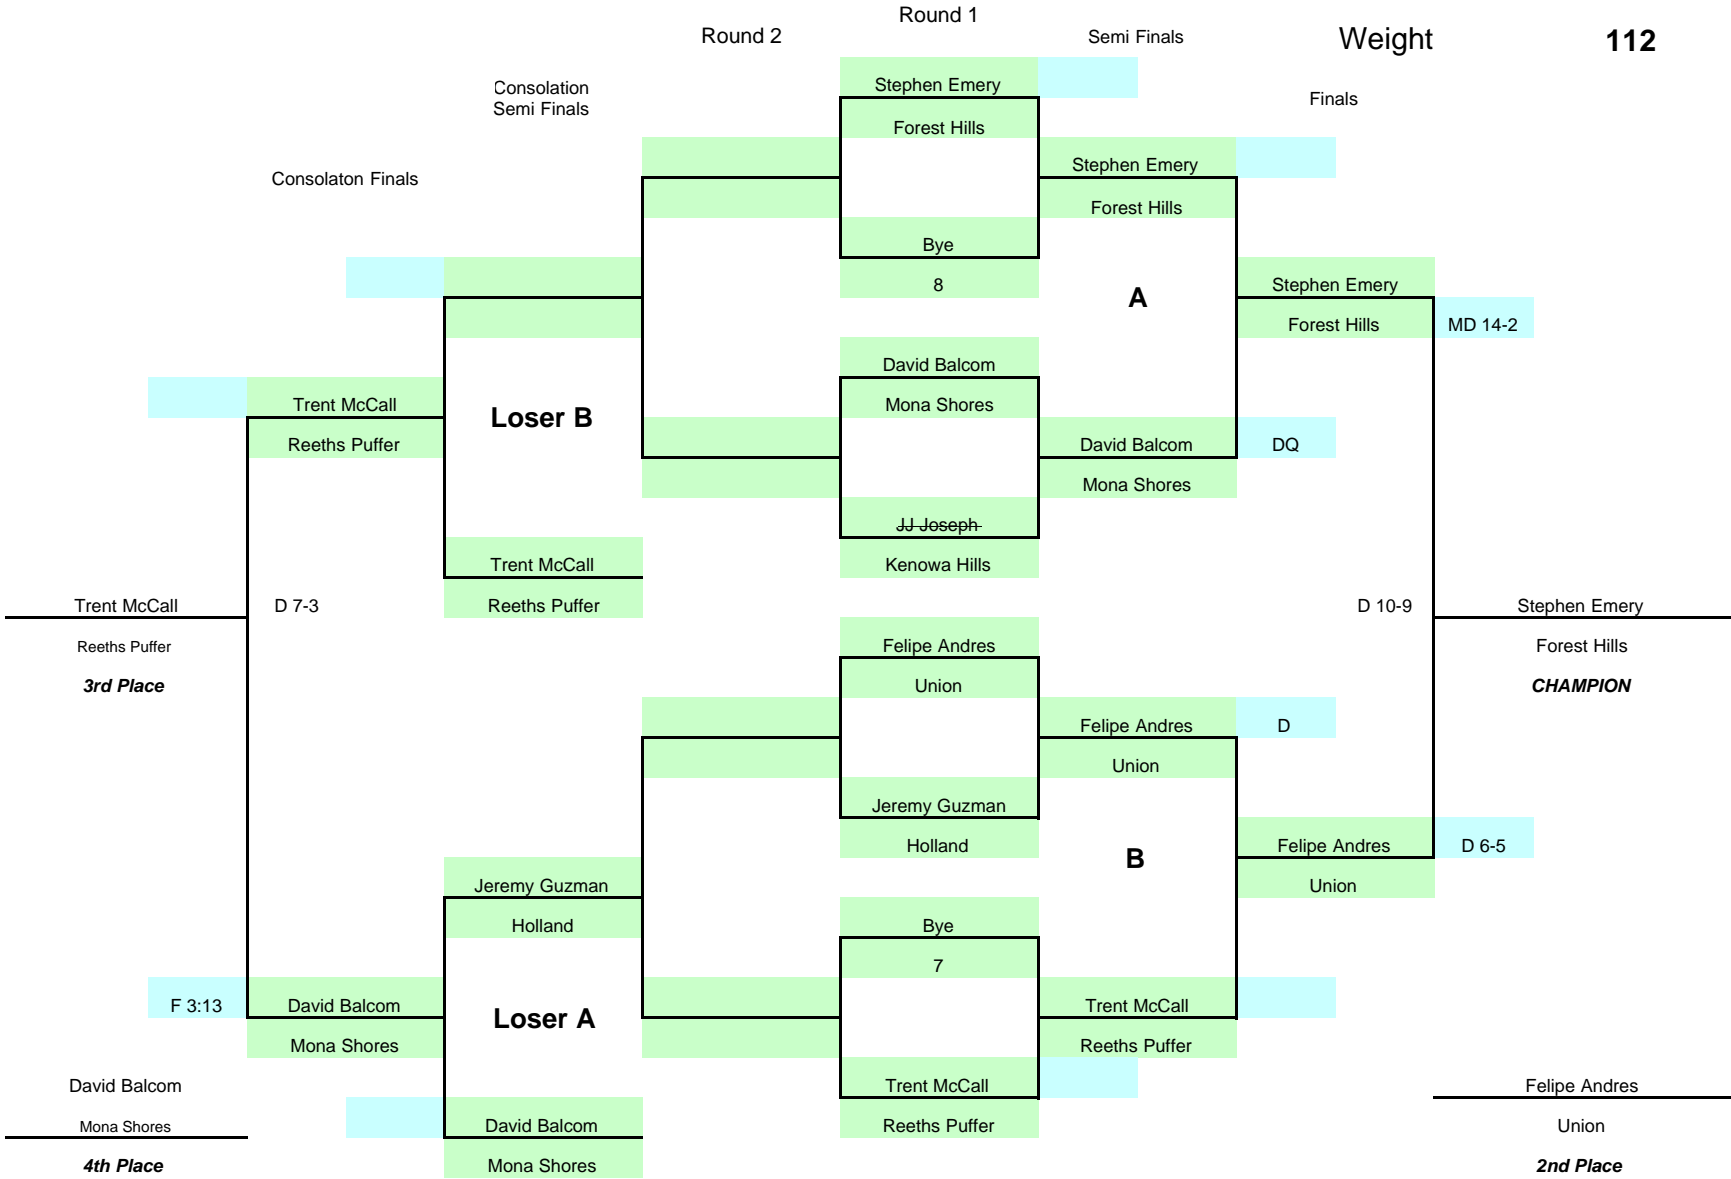 Round 1
Round 2
Semi Finals
Weight
112
Consolation
Semi Finals
Stephen Emery
Finals
Forest Hills
Consolaton Finals
Stephen Emery
Forest Hills
Bye
8
A
Stephen Emery
Forest Hills
MD 14-2
David Balcom
Trent McCall
Loser B
Mona Shores
Reeths Puffer
David Balcom
DQ
Mona Shores
JJ Joseph
Trent McCall
Kenowa Hills
Trent McCall
D 7-3
Reeths Puffer
D 10-9
Stephen Emery
Reeths Puffer
Felipe Andres
Forest Hills
3rd Place
Union
CHAMPION
Felipe Andres
D
Union
Jeremy Guzman
Holland
B
Felipe Andres
D 6-5
Jeremy Guzman
Union
Holland
Bye
7
F 3:13
David Balcom
Loser A
Trent McCall
Mona Shores
Reeths Puffer
David Balcom
Trent McCall
Felipe Andres
Mona Shores
David Balcom
Reeths Puffer
Union
4th Place
Mona Shores
2nd Place